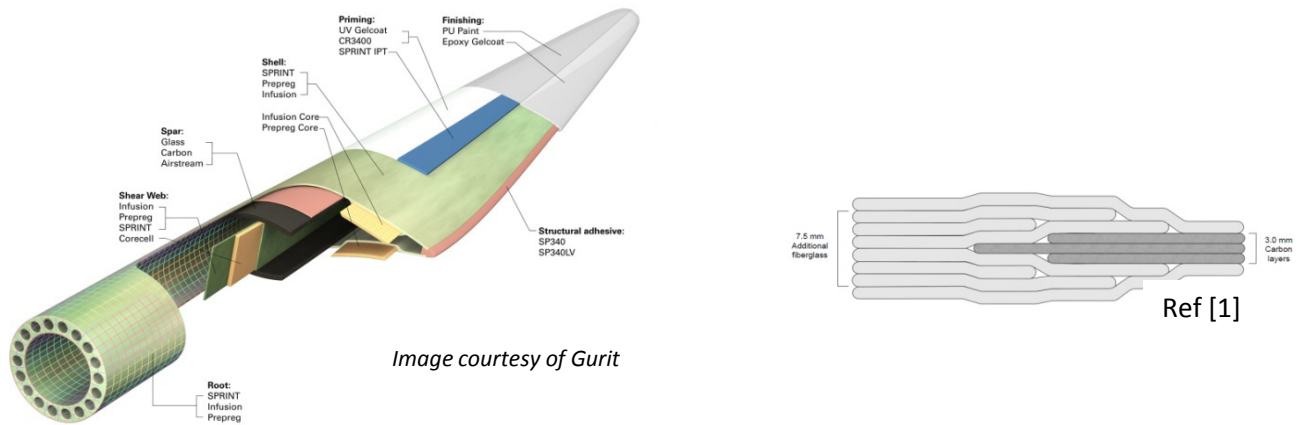 Priming:
UV Gelcoat
CR3400
SPRINT IPT
Finishing:
PU Paint
Epoxy Gelcoat
Shell:
SPRINT
Prepreg
Infusion
Infusion Core
Prepreg Core
Spar:
Glass
Carbon
Airstream
Shear Web:
Infusion
Prepreg
SPRINT
Corecell
Structural adhesive:
SP340
SP340LV
Image courtesy of Gurit
Root:
SPRINT
Infusion
Prepreg
7.5 mm
Additional
fiberglass
3.0 mm
Carbon
layers
Ref [1]